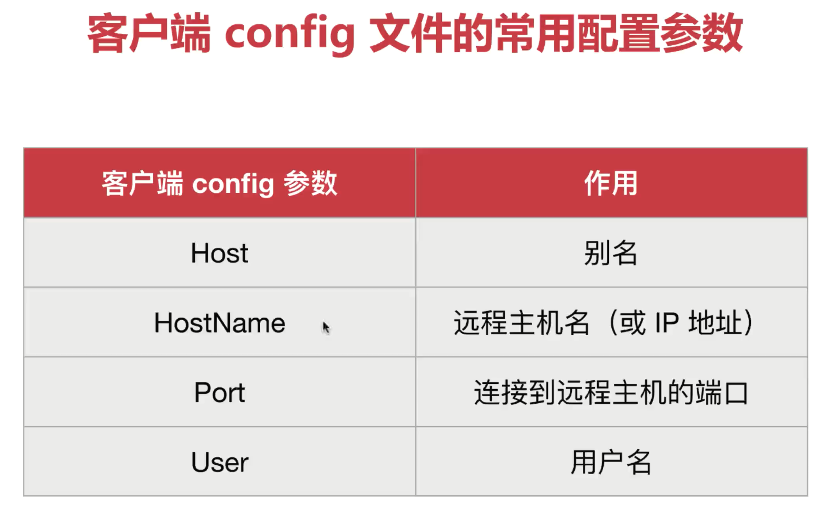 客户端 config 文件的常用配置参数
客户端 config 参数 作用
Host 别名
HostName 远程主机名（或 IP 地址）
Port 连接到远程主机的端口
User 用户名